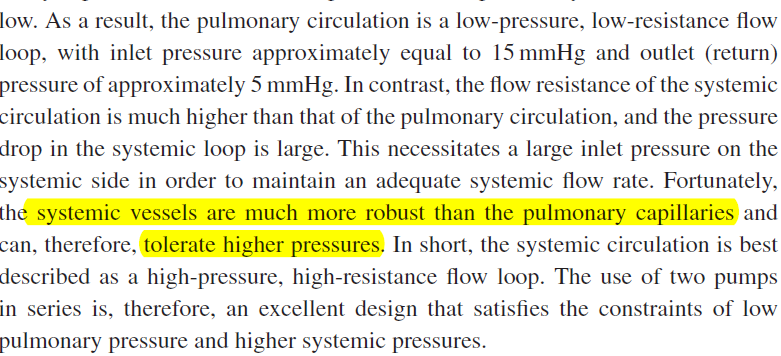 low. As a result, the pulmonary circulation is a low-pressure, low-resistance flow
loop, with inlet pressure approximately equal to 15 mmHg and outlet (return)
pressure of approximately 5 mmHg. In contrast, the flow resistance of the systemic
circulation is much higher than that of the pulmonary circulation, and the pressure
drop in the systemic loop is large. This necessitates a large inlet pressure on the
systemic side in order to maintain an adequate systemic flow rate. Fortunately,
the systemic vessels are much more robust than the pulmonary capillaries and
can, therefore, tolerate higher pressures. In short, the systemic circulation is best
described as a high-pressure, high-resistance flow loop. The use of two pumps
in series is, therefore, an excellent design that satisfies the constraints of low
pulmonary pressure and higher systemic pressures.